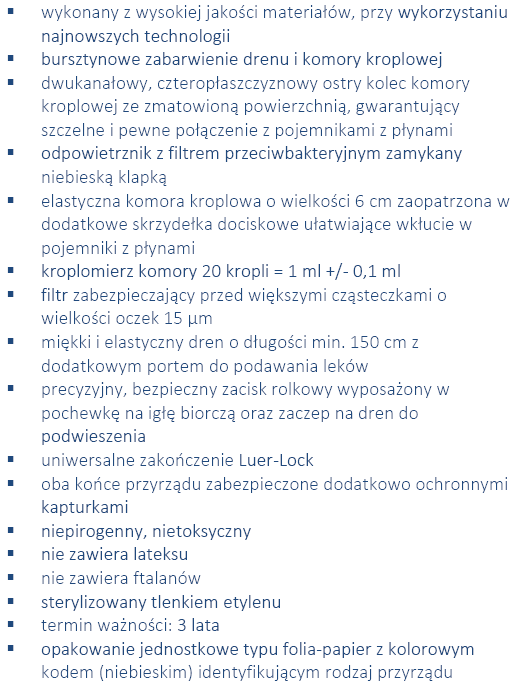 ▪ wykonany z wysokiej jakości materiałów, przy wykorzystaniu
najnowszych technologii
▪ bursztynowe zabarwienie drenu i komory kroplowej
▪ dwukanałowy, czteropłaszczyznowy ostry kolec komory
kroplowej ze zmatowioną powierzchnią, gwarantujący
szczelne i pewne połączenie z pojemnikami z płynami
▪ odpowietrznik z filtrem przeciwbakteryjnym zamykany
niebieską klapką
▪ elastyczna komora kroplowa o wielkości 6 cm zaopatrzona w
dodatkowe skrzydełka dociskowe ułatwiające wkłucie w
pojemniki z płynami
▪ kroplomierz komory 20 kropli = 1 ml +/- 0,1 ml
▪ filtr zabezpieczający przed większymi cząsteczkami o
wielkości oczek 15 µm
▪ miękki i elastyczny dren o długości min. 150 cm z
dodatkowym portem do podawania leków
▪ precyzyjny, bezpieczny zacisk rolkowy wyposażony w
pochewkę na igłę biorczą oraz zaczep na dren do
podwieszenia
▪ uniwersalne zakończenie Luer-Lock
▪ oba końce przyrządu zabezpieczone dodatkowo ochronnymi
kapturkami
▪ niepirogenny, nietoksyczny
▪ nie zawiera lateksu
▪ nie zawiera ftalanów
▪ sterylizowany tlenkiem etylenu
▪ termin ważności: 3 lata
▪ opakowanie jednostkowe typu folia-papier z kolorowym
kodem (niebieskim) identyfikującym rodzaj przyrządu